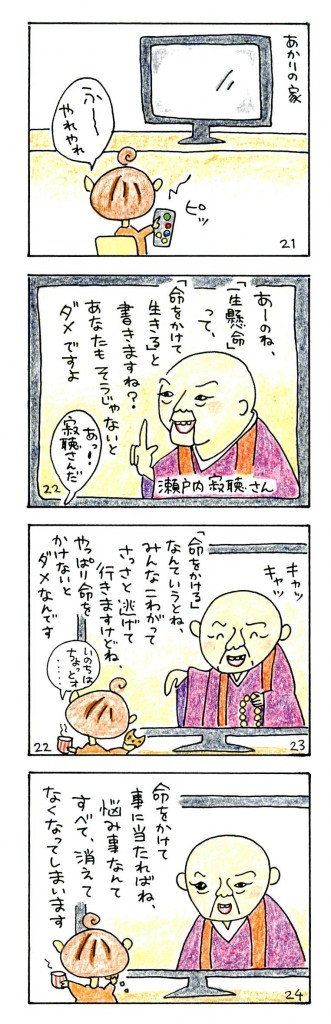 あかりの家
ふ〜
やれやれ
ピッ
21
あーのね、
「生懸命」
って、
「命をかけて
生きる」と
書きますね?
あなたもそうじゃないと
ダメですよ
あっ!
寂聴さんだ
瀬戸内寂聴さん
22
キャッ
キャッ
「命をかける」
なんていうとね
みんなこわがって
さっさと逃げて
行きますけどね、
やっぱり命を
かけないと
ダメなんです
いのちは
ちょっとォ
……
22
23
命をかけて
事に当たればね、
悩み事なんて
すべて、消えて
なくなってしまいます
24